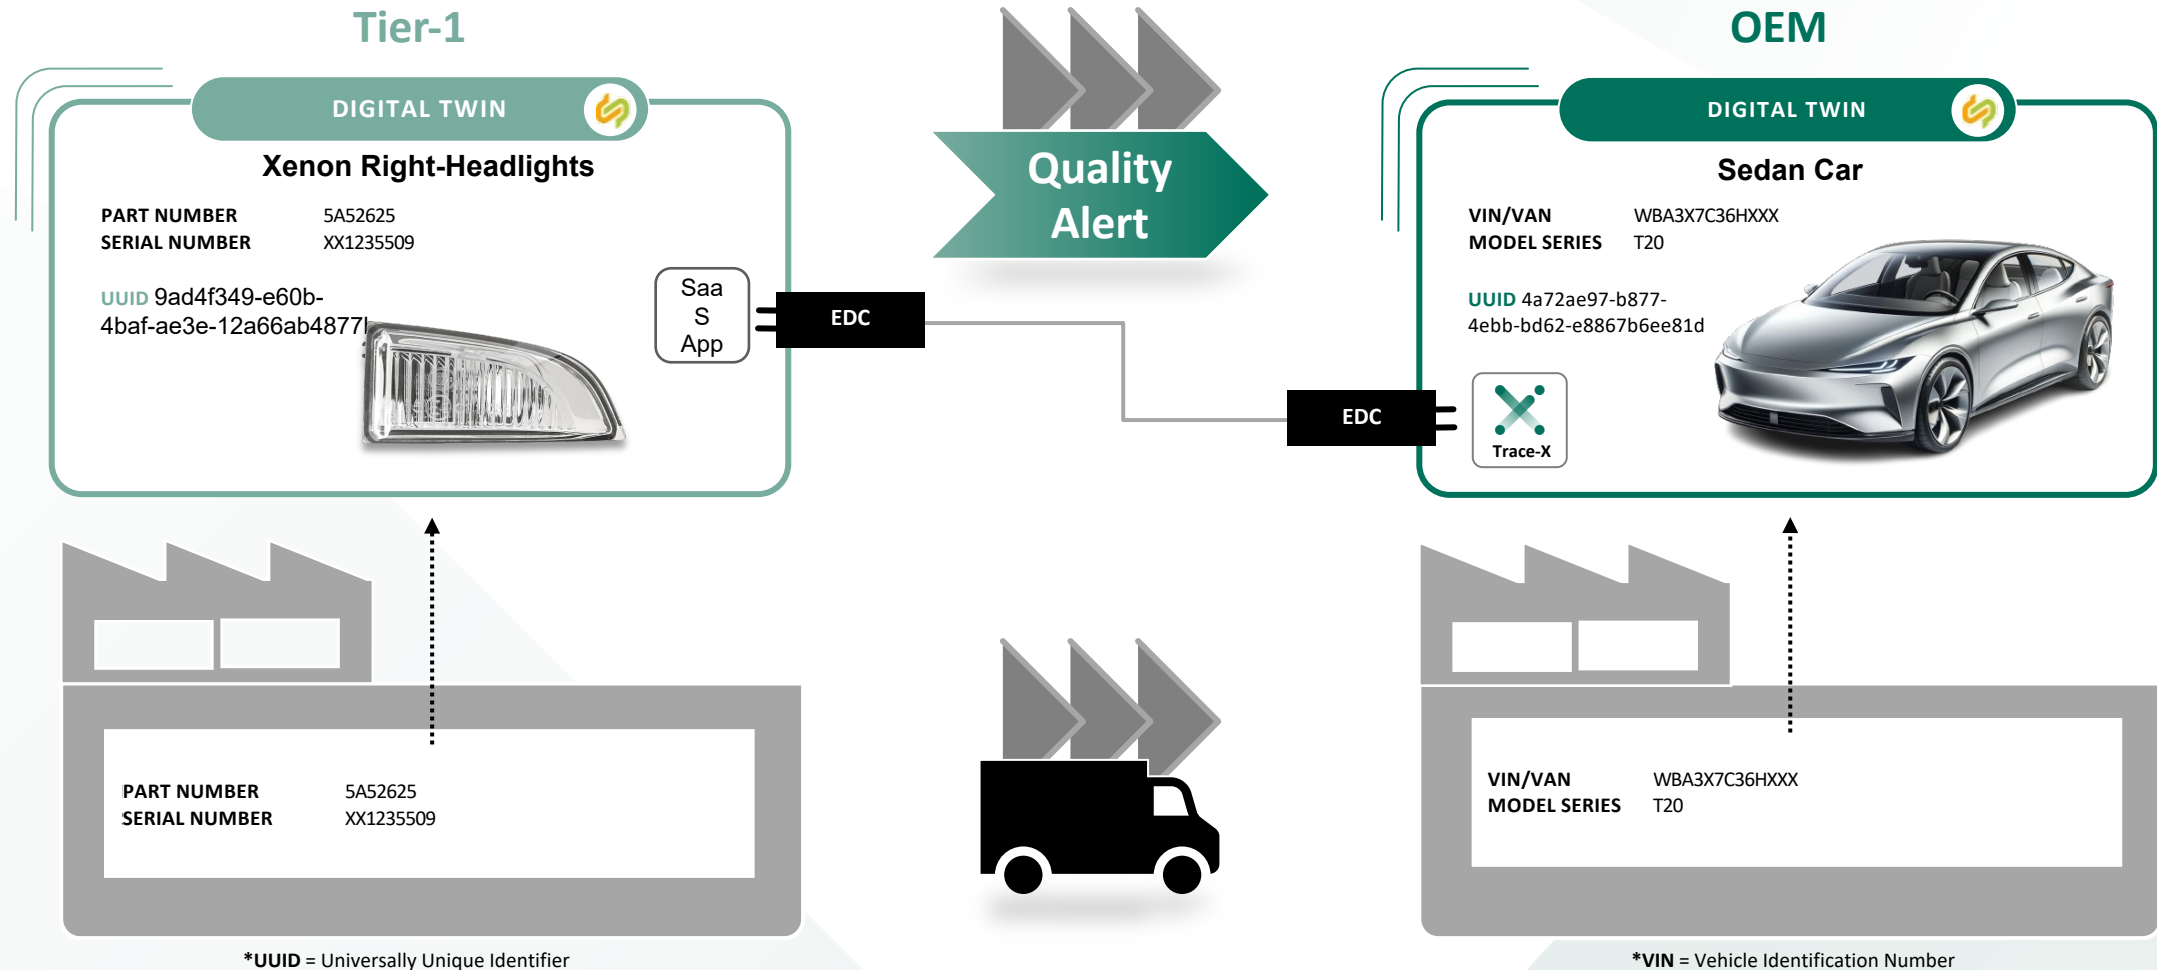 Tier-1
DIGITAL TWIN
Xenon Right-Headlights
PART NUMBER 5A52625
SERIAL NUMBER XX1235509
UUID 9ad4f349-e60b-
4baf-ae3e-12a66ab4877
Saa
S
App
EDC
Quality
Alert
OEM
DIGITAL TWIN
Sedan Car
VIN/VAN WBA3X7C36HXXX
MODEL SERIES T20
UUID 4a72ae97-b877-
4ebb-bd62-e8867b6ee81d
EDC
Trace-X
PART NUMBER 5A52625
SERIAL NUMBER XX1235509
VIN/VAN WBA3X7C36HXXX
MODEL SERIES T20
*UUID = Universally Unique Identifier
*VIN = Vehicle Identification Number